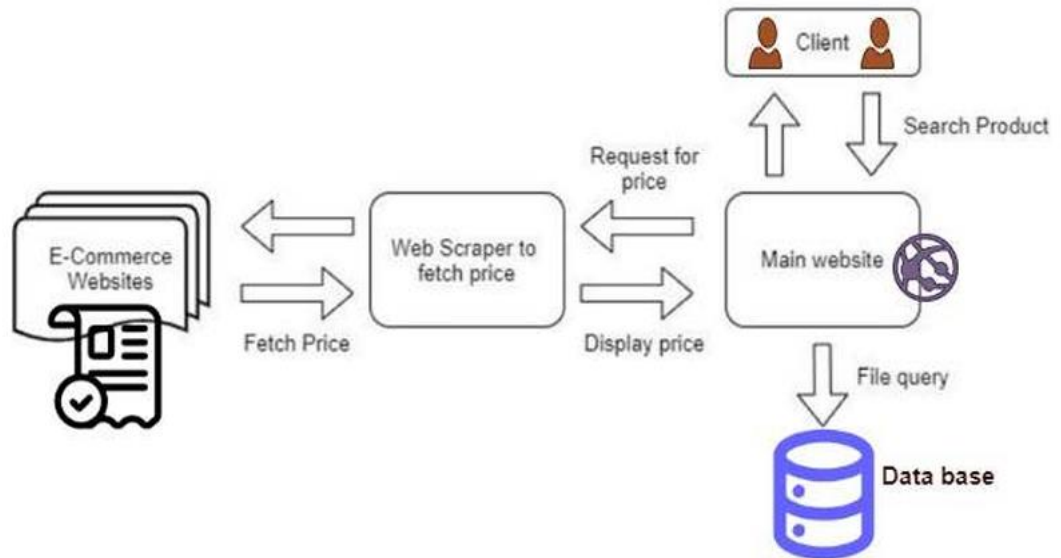 Client
Search Product
Request for
price
E-Commerce
Websites
Web Scraper to
fetch price
Main website
Fetch Price
Display price
File query
Data base